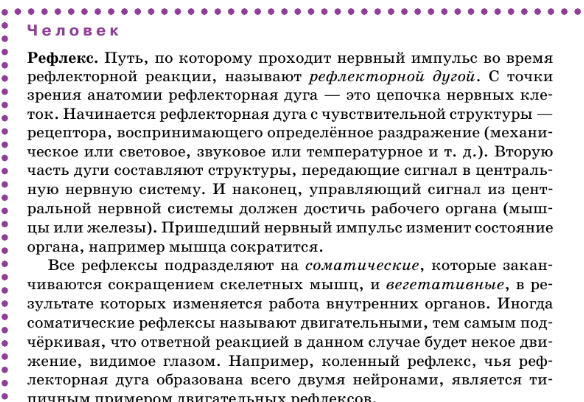 Человек
Рефлекс. Путь, по которому проходит нервный импульс во время
рефлекторной реакции, называют рефлекторной дугой. С точки
зрения анатомии рефлекторная дуга — это цепочка нервных кле-
ток. Начинается рефлекторная дуга с чувствительной структуры —
рецептора, воспринимающего определённое раздражение (механи-
ческое или световое, звуковое или температурное и т. д.). Вторую
часть дуги составляют структуры, передающие сигнал в централь-
ную нервную систему. И наконец, управляющий сигнал из цент-
ральной нервной системы должен достичь рабочего органа (мыш-
цы или железы). Пришедший нервный импульс изменит состояние
органа, например мышца сократится.
Все рефлексы подразделяют на соматические, которые закан-
чиваются сокращением скелетных мышц, и вегетативные, в ре-
зультате которых изменяется работа внутренних органов. Иногда
соматические рефлексы называют двигательными, тем самым под-
чёркивая, что ответной реакцией в данном случае будет некое дви-
жение, видимое глазом. Например, коленный рефлекс, чья реф-
лекторная дуга образована всего двумя нейронами, является ти-
пичным примером двигательных рефлексов.